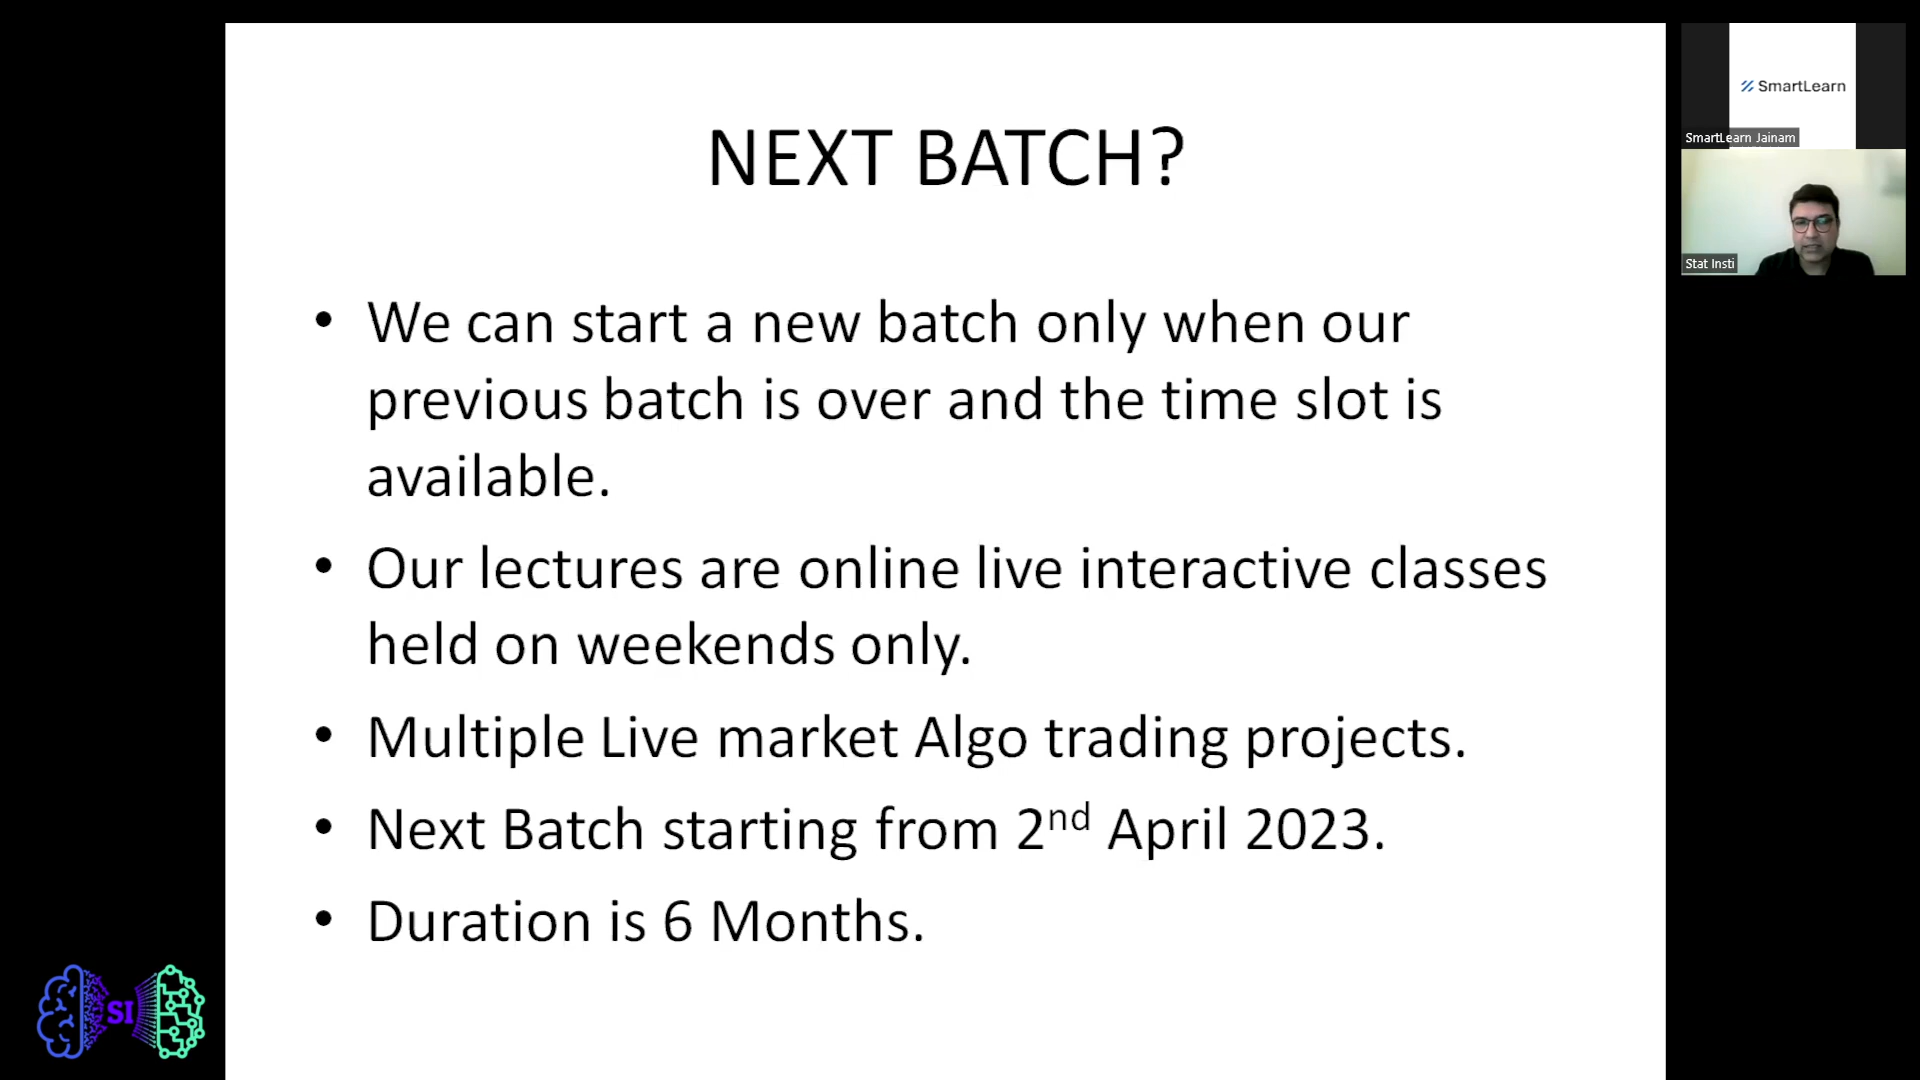 NEXT BATCH?
• We can start a new batch only when our
previous batch is over and the time slot is
available.
• Our lectures are online live interactive classes
held on weekends only.
• Multiple Live market Algo trading projects.
• Next Batch starting from 2nd April 2023.
• Duration is 6 Months.
SmartLearn
SmartLearn Jainam
Stat Insti
SI